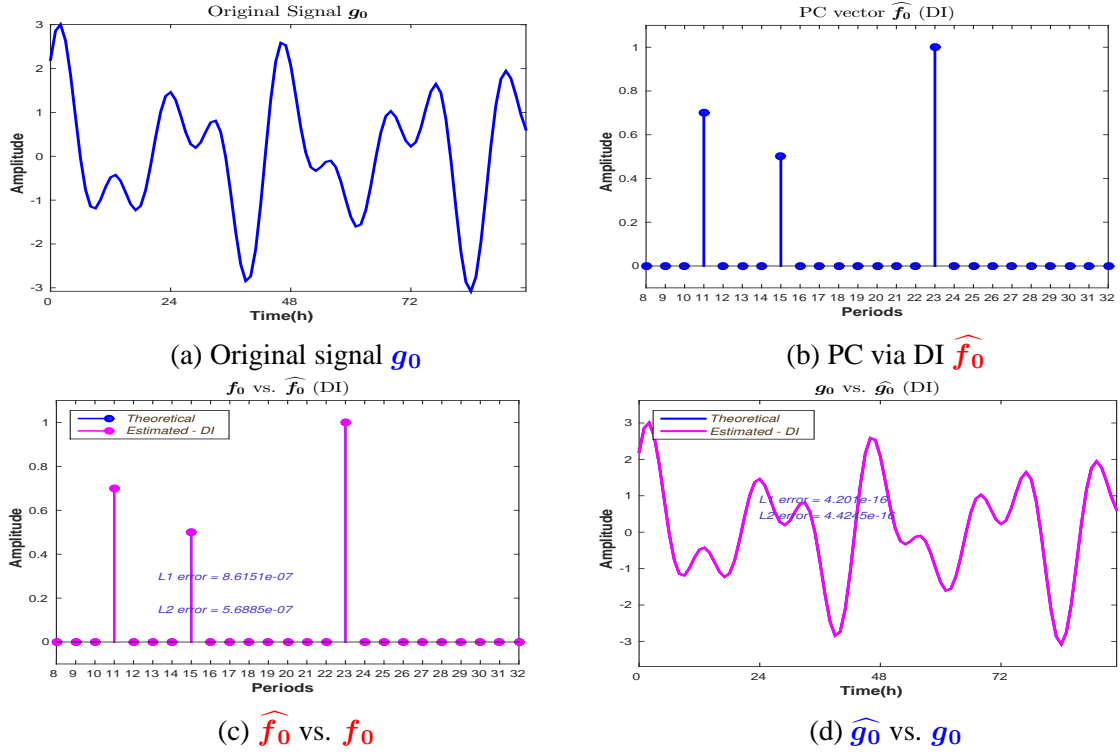 Original Signal g0
3
2
1
0
-1
-2
-3
Amplitude
0 24 48 72
Time(h)
(a) Original signal g0
PC vector f̂0 (DI)
1
0.8
0.6
0.4
0.2
0
Amplitude
8 9 10 11 12 13 14 15 16 17 18 19 20 21 22 23 24 25 26 27 28 29 30 31 32
Periods
(b) PC via DI f̂0
f0 vs. f̂0 (DI)
Theoretical
Estimated - DI
1
0.8
0.6
0.4
0.2
0
Amplitude
L1 error = 8.6151e-07
L2 error = 5.6885e-07
8 9 10 11 12 13 14 15 16 17 18 19 20 21 22 23 24 25 26 27 28 29 30 31 32
Periods
(c) f̂0 vs. f0
g0 vs. ĝ0 (DI)
Theoretical
Estimated - DI
3
2
1
0
-1
-2
-3
Amplitude
L1 error = 4.201e-16
L2 error = 4.4245e-16
0 24 48 72
Time(h)
(d) ĝ0 vs. g0